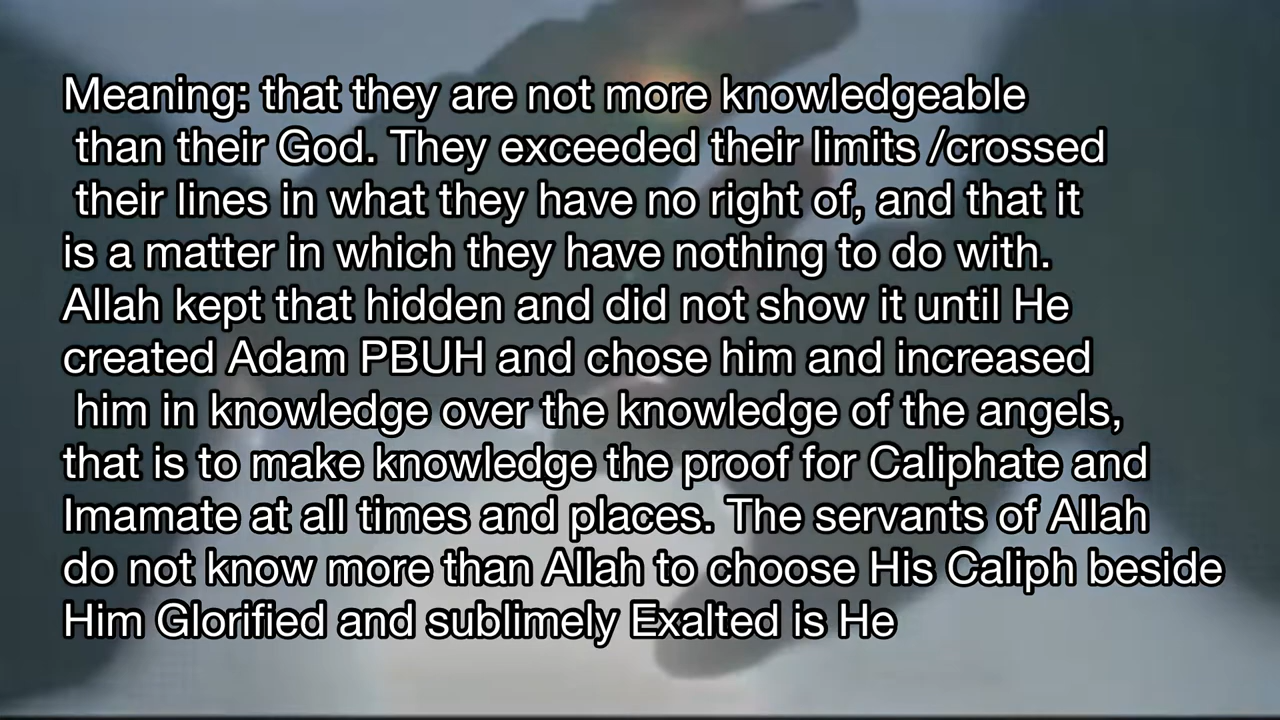 Meaning: that they are not more knowledgeable
than their God. They exceeded their limits /crossed
their lines in what they have no right of, and that it
is a matter in which they have nothing to do with.
Allah kept that hidden and did not show it until He
created Adam PBUH and chose him and increased
him in knowledge over the knowledge of the angels,
that is to make knowledge the proof for Caliphate and
Imamate at all times and places. The servants of Allah
do not know more than Allah to choose His Caliph beside
Him Glorified and sublimely Exalted is He